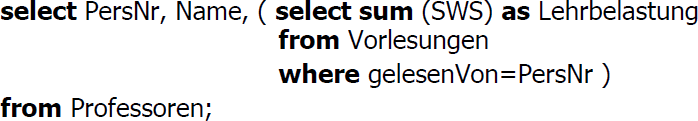 select PersNr, Name, ( select sum (SWS) as Lehrbelastung
from Vorlesungen
where gelesenVon=PersNr )
from Professoren;